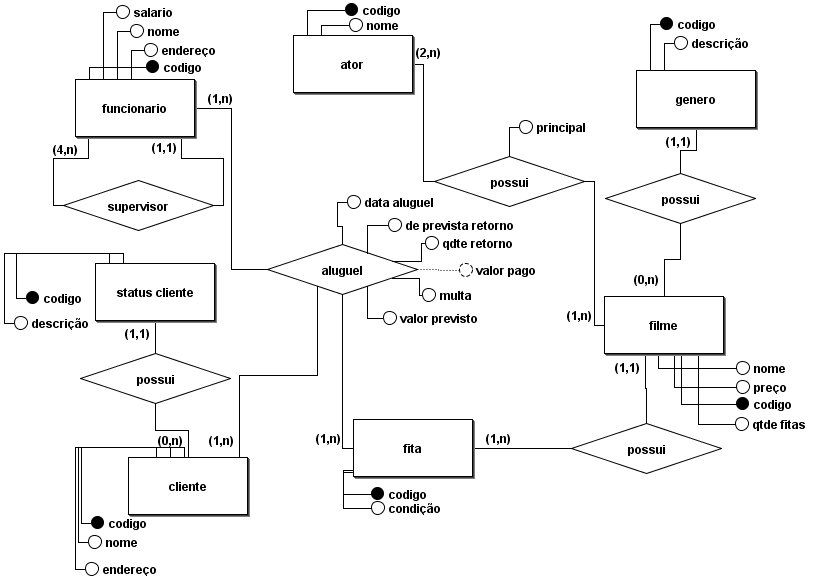 salario
nome
endereço
codigo
funcionario
(1,n)
(4,n)
(1,1)
supervisor
codigo
nome
ator
(2,n)
principal
possui
codigo
descrição
genero
(1,1)
possui
(0,n)
data aluguel
de prevista retorno
qdte retorno
aluguel
valor pago
multa
valor previsto
status cliente
codigo
descrição
(1,1)
possui
(0,n)
(1,n)
cliente
codigo
nome
endereço
(1,n)
filme
(1,1)
nome
preço
codigo
qtde fitas
(1,n)
fita
(1,n)
possui
codigo
condição